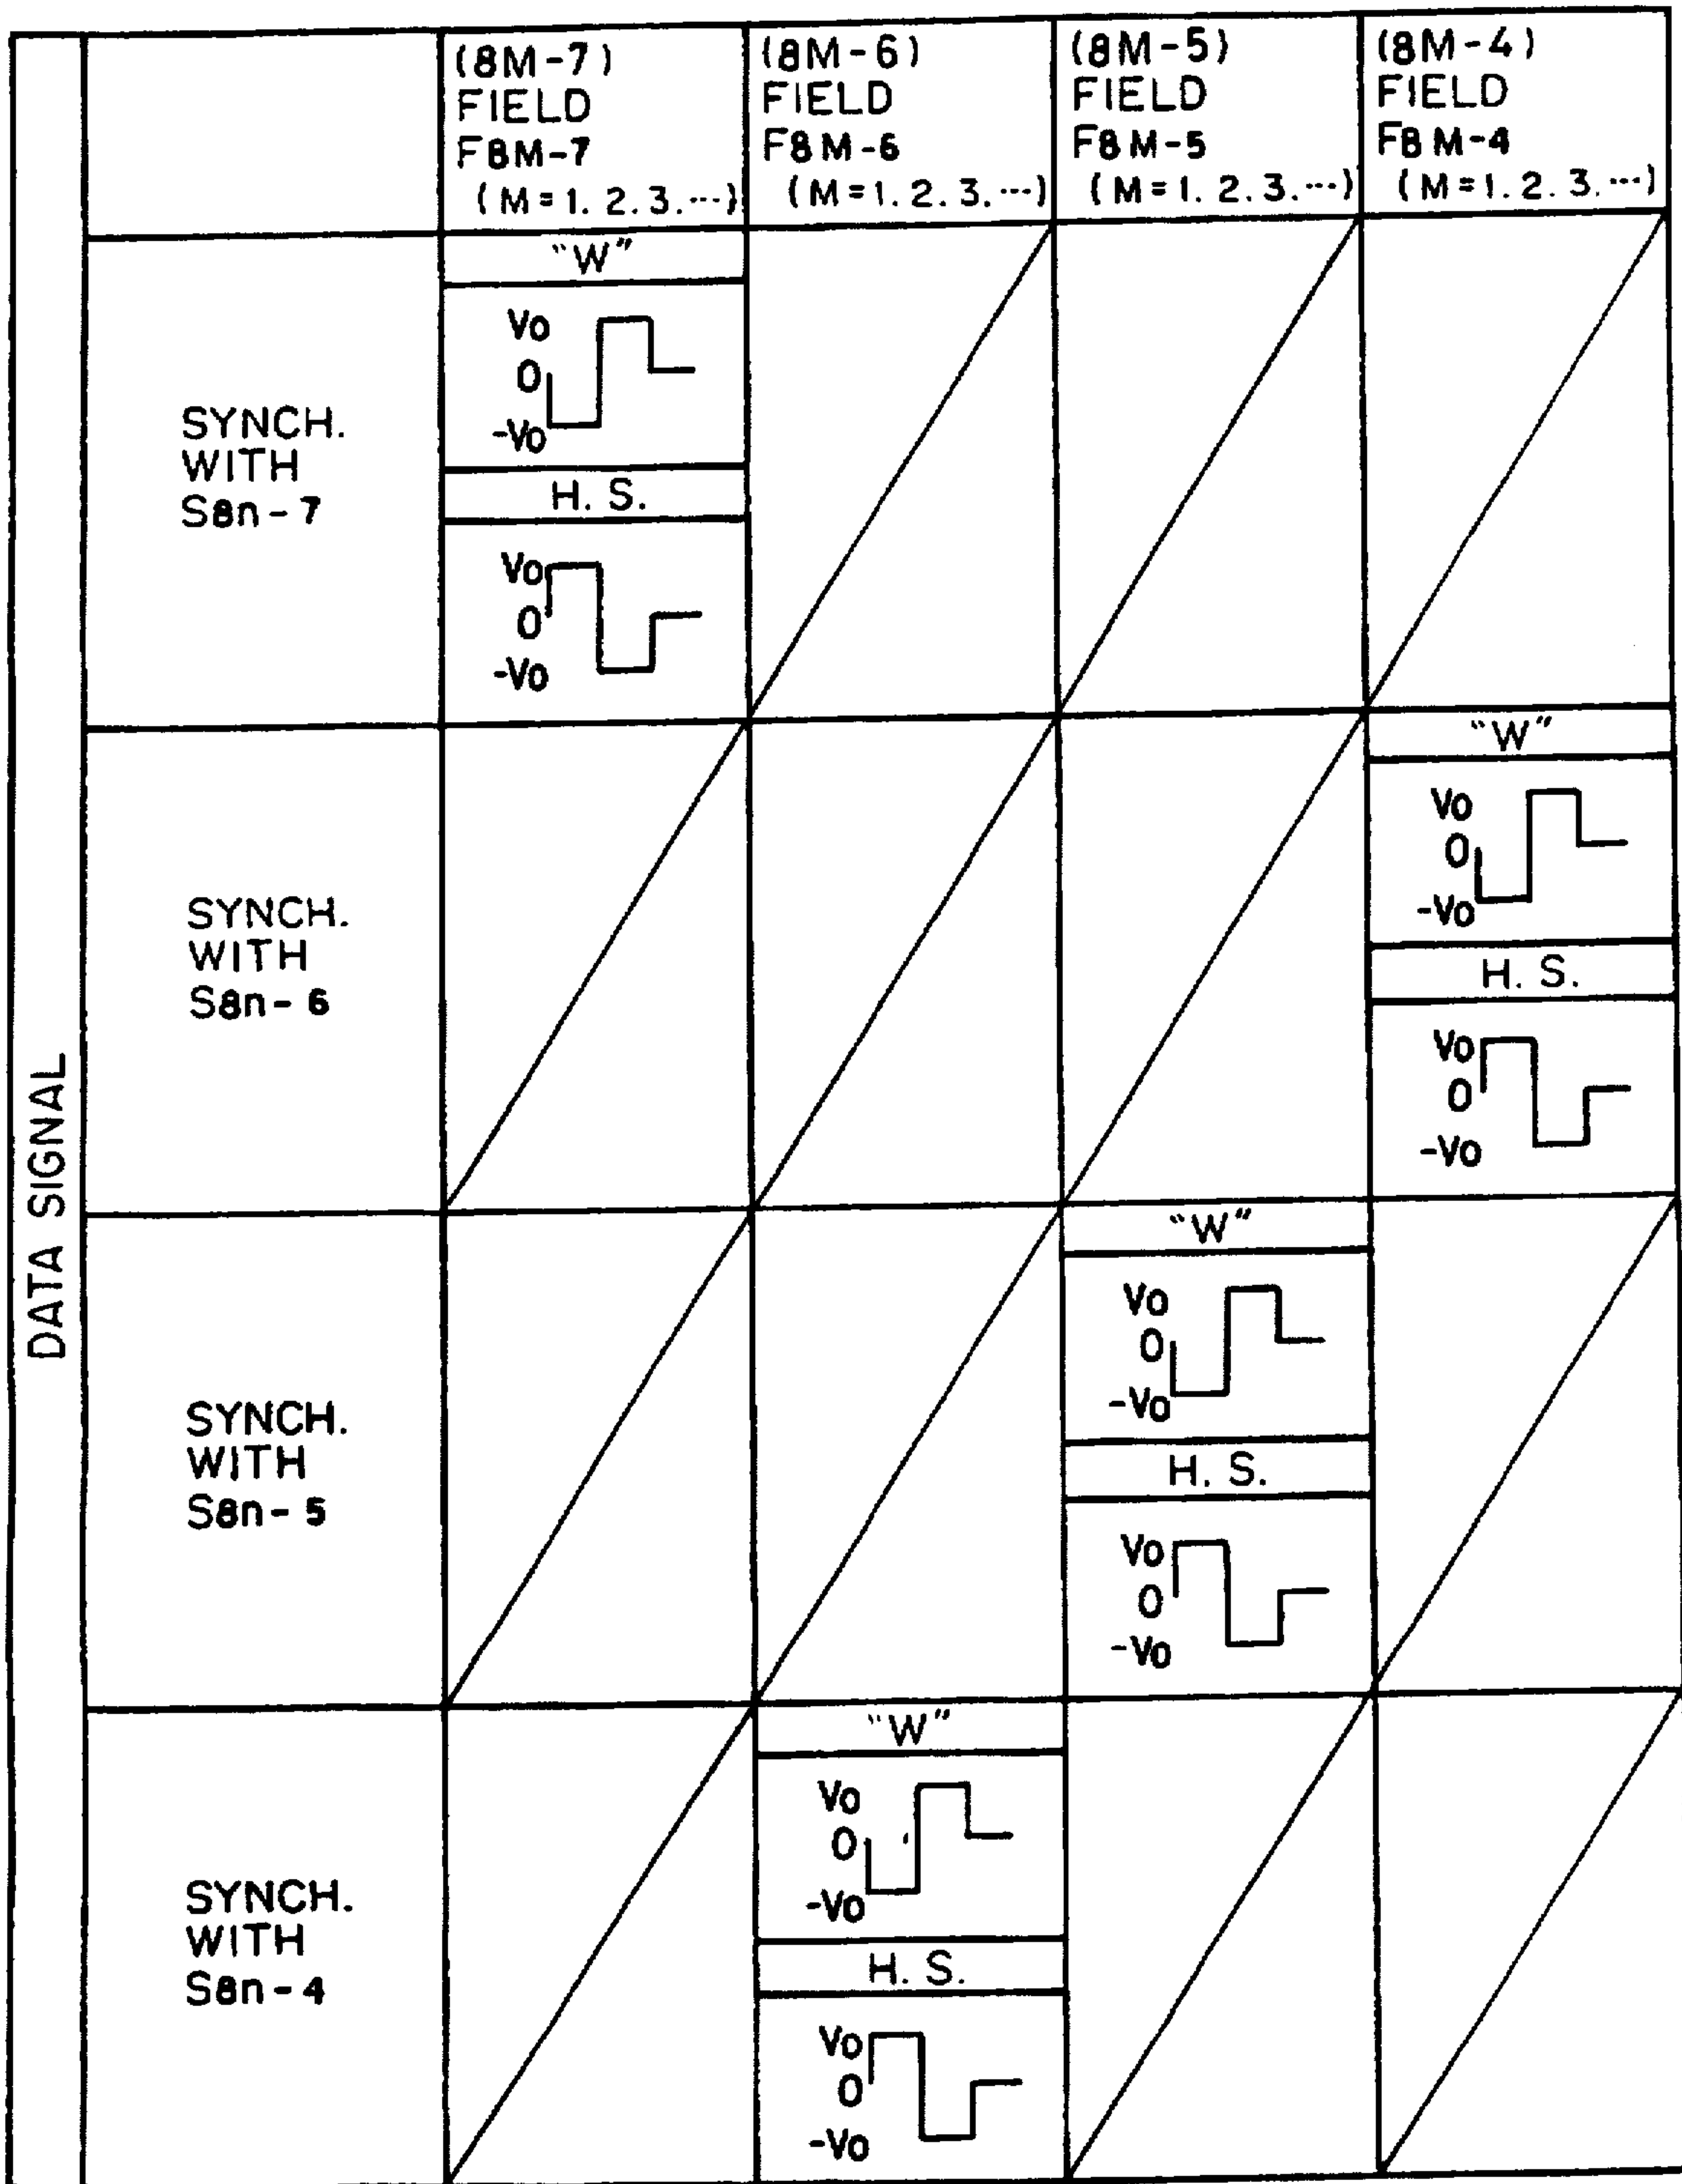 (8M-7)
FIELD
F8M-7
(M=1. 2. 3. ...)
(8M-6)
FIELD
F8M-6
(M=1. 2. 3. ...)
(8M-5)
FIELD
F8M-5
(M=1. 2. 3. ...)
(8M-4)
FIELD
F8M-4
(M=1. 2. 3. ...)
DATA SIGNAL
SYNCH.
WITH
S8n-7
"W"
Vo
0
-Vo
H. S.
Vo
0
-Vo
SYNCH.
WITH
S8n-6
"W"
Vo
0
-Vo
H. S.
Vo
0
-Vo
SYNCH.
WITH
S8n-5
"W"
Vo
0
-Vo
H. S.
Vo
0
-Vo
SYNCH.
WITH
S8n-4
"W"
Vo
0
-Vo
H. S.
Vo
0
-Vo